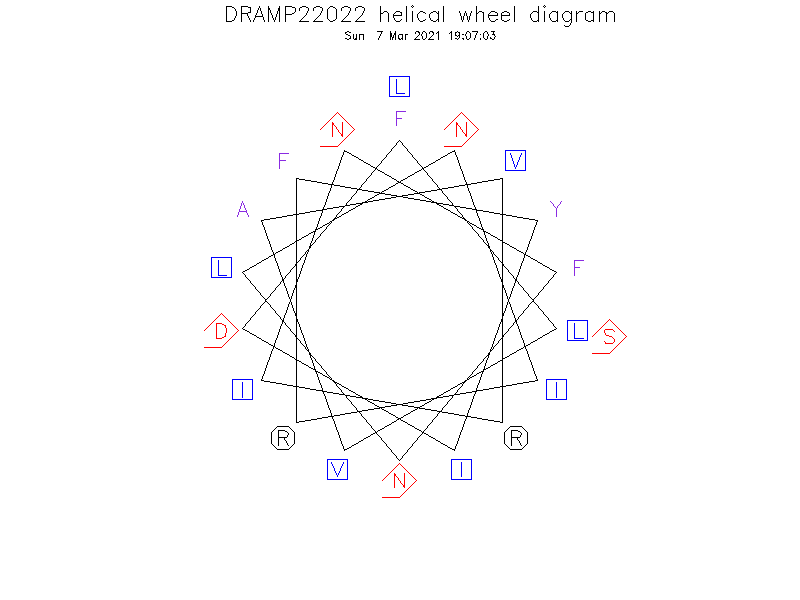 DRAMP22022 helical wheel diagram
Sun 7 Mar 2021 19:07:03
L
F
N N
F V
A Y
L F
D L S
I I
R R
V I
N